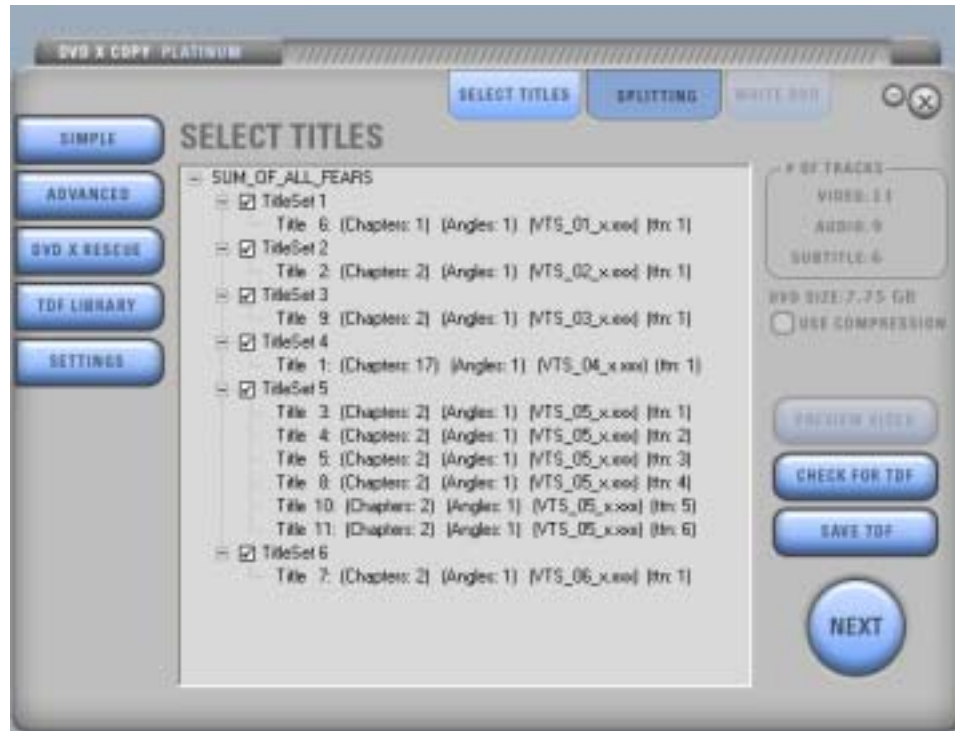 DVD X COPY PLATINUM
SELECT TITLES
SPLITTING
WRITE DVD
SIMPLE
ADVANCED
DVD X RESCUE
TDF LIBRARY
SETTINGS
SELECT TITLES
SUM_OF_ALL_FEARS
TitleSet 1
Title 6: (Chapters: 1) (Angles: 1) (VTS_01_x.xxx) (ttn: 1)
TitleSet 2
Title 2: (Chapters: 2) (Angles: 1) (VTS_02_x.xxx) (ttn: 1)
TitleSet 3
Title 9: (Chapters: 2) (Angles: 1) (VTS_03_x.xxx) (ttn: 1)
TitleSet 4
Title 1: (Chapters: 17) (Angles: 1) (VTS_04_x.xxx) (ttn: 1)
TitleSet 5
Title 3: (Chapters: 2) (Angles: 1) (VTS_05_x.xxx) (ttn: 1)
Title 4: (Chapters: 2) (Angles: 1) (VTS_05_x.xxx) (ttn: 2)
Title 5: (Chapters: 2) (Angles: 1) (VTS_05_x.xxx) (ttn: 3)
Title 8: (Chapters: 2) (Angles: 1) (VTS_05_x.xxx) (ttn: 4)
Title 10: (Chapters: 2) (Angles: 1) (VTS_05_x.xxx) (ttn: 5)
Title 11: (Chapters: 2) (Angles: 1) (VTS_05_x.xxx) (ttn: 6)
TitleSet 6
Title 7: (Chapters: 2) (Angles: 1) (VTS_06_x.xxx) (ttn: 1)
# OF TRACKS
VIDEO: 11
AUDIO: 9
SUBTITLE: 6
DVD SIZE: 7.75 GB
USE COMPRESSION
PREVIEW VIDEO
CHECK FOR TDF
SAVE TDF
NEXT